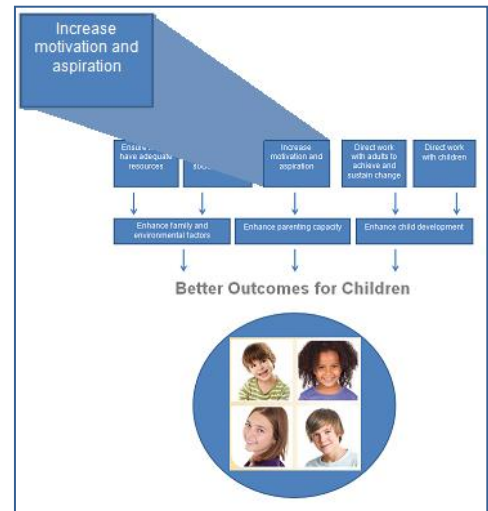 Increase
motivation and
aspiration
Ensure
have adequate
resources
Increase
motivation and
aspiration
Direct work
with adults to
achieve and
sustain change
Direct work
with children
Enhance family and
environmental factors
Enhance parenting capacity
Enhance child development
Better Outcomes for Children